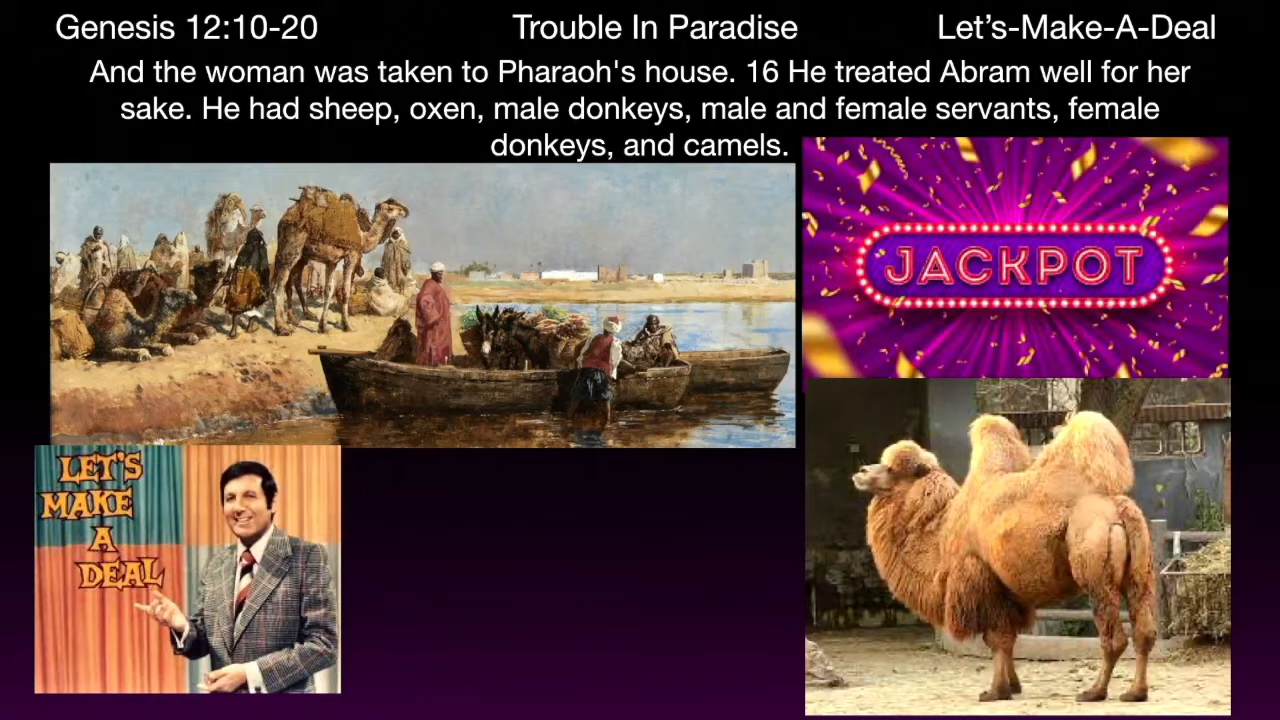 Genesis 12:10-20
Trouble In Paradise
Let’s-Make-A-Deal
And the woman was taken to Pharaoh's house. 16 He treated Abram well for her
sake. He had sheep, oxen, male donkeys, male and female servants, female
donkeys, and camels.
JACKPOT
LET'S
MAKE
A
DEAL